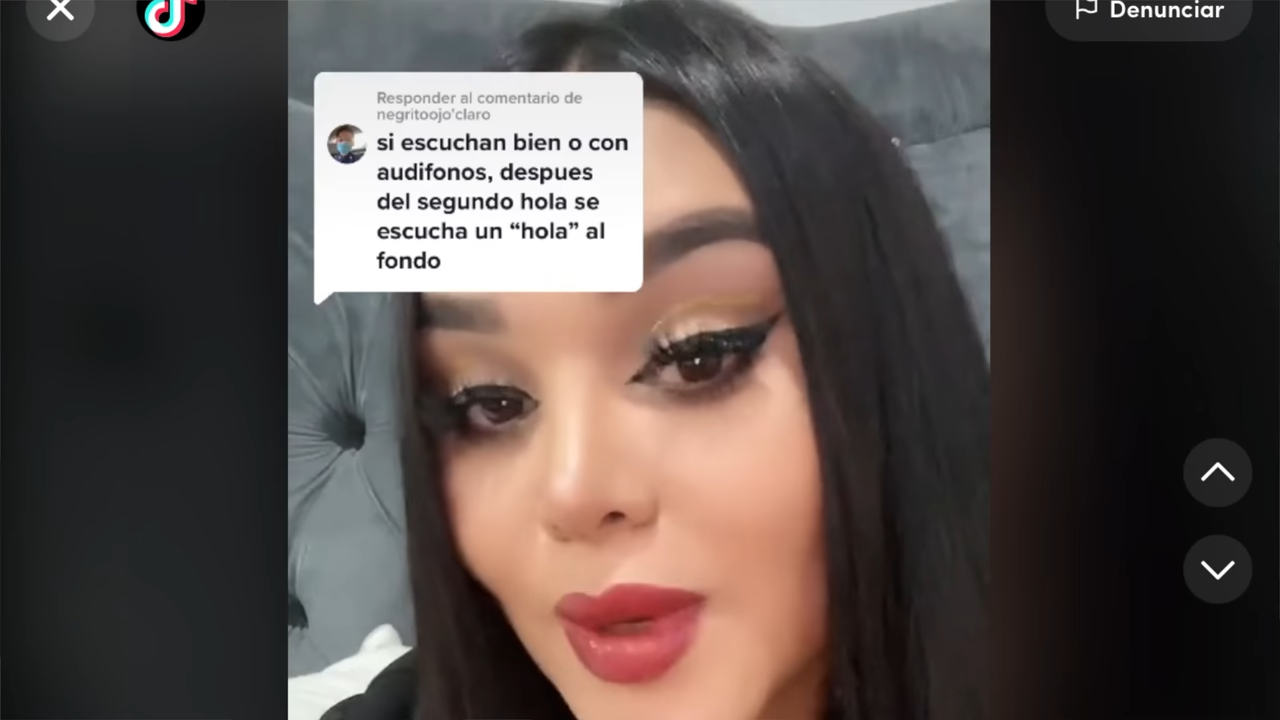 Denunciar
Responder al comentario de
negritoojo'claro
si escuchan bien o con
audifonos, despues
del segundo hola se
escucha un “hola” al
fondo